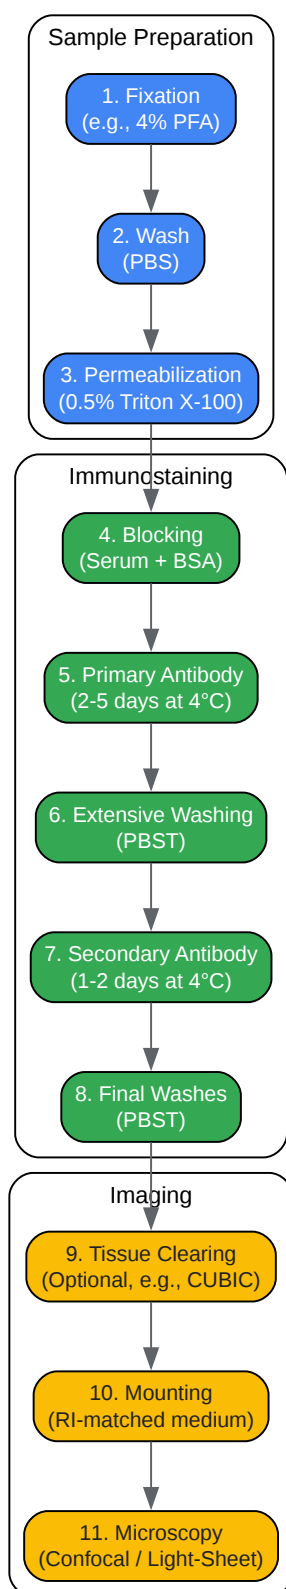 Sample Preparation
1. Fixation
(e.g., 4% PFA)
2. Wash
(PBS)
3. Permeabilization
(0.5% Triton X-100)
Immunostaining
4. Blocking
(Serum + BSA)
5. Primary Antibody
(2-5 days at 4°C)
6. Extensive Washing
(PBST)
7. Secondary Antibody
(1-2 days at 4°C)
8. Final Washes
(PBST)
Imaging
9. Tissue Clearing
(Optional, e.g., CUBIC)
10. Mounting
(RI-matched medium)
11. Microscopy
(Confocal / Light-Sheet)